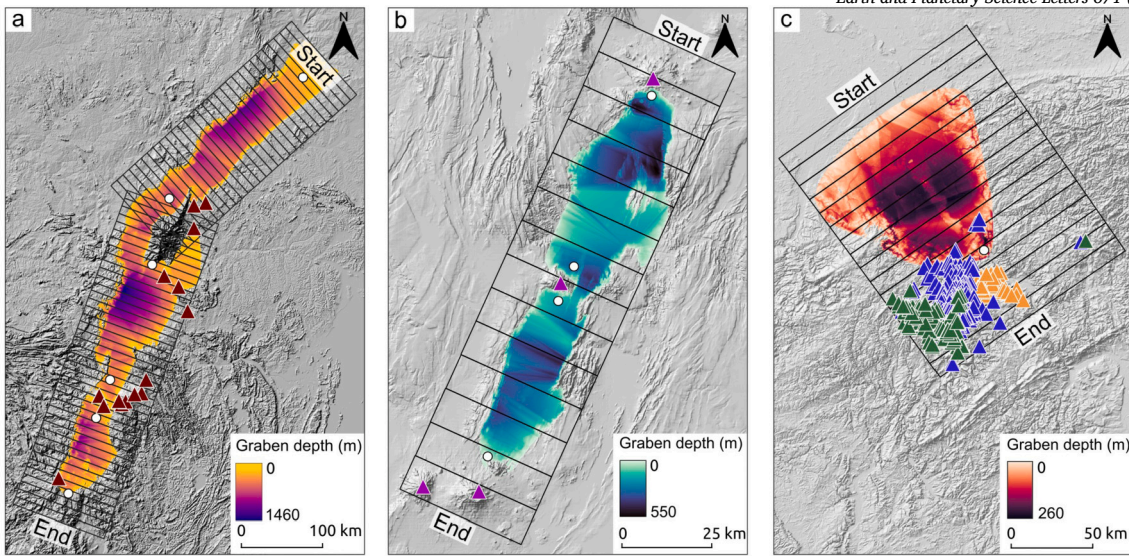 Earth and Planetary Science Letters 671 (
a
N
Start
End
Graben depth (m)
0
1460
0
100 km
b
N
Start
End
Graben depth (m)
0
550
0
25 km
c
N
Start
End
Graben depth (m)
0
260
0
50 km